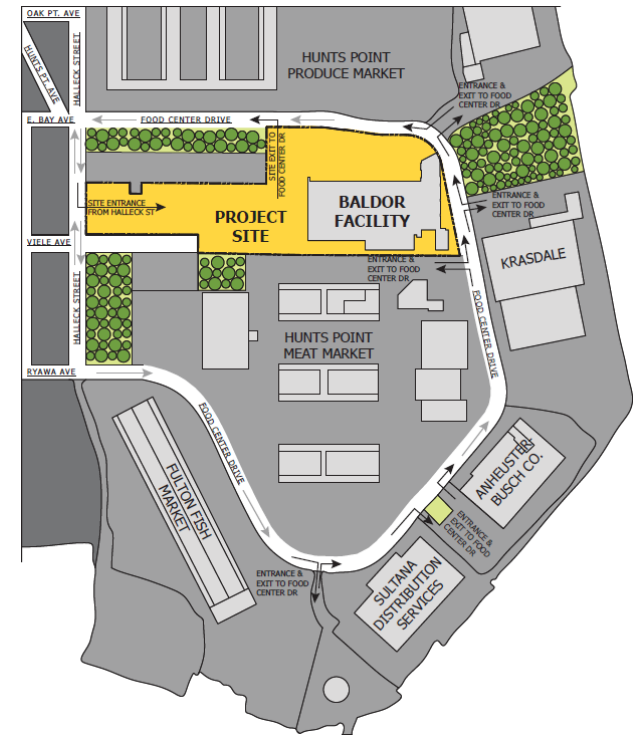 OAK PT. AVE
HUNTS PT. AVE
HALLECK STREET
HUNTS POINT
PRODUCE MARKET
ENTRANCE &
EXIT TO FOOD
CENTER DR
E. BAY AVE
FOOD CENTER DRIVE
SITE EXIT TO
FOOD CENTER DR
SITE ENTRANCE
FROM HALLECK ST
PROJECT
SITE
BALDOR
FACILITY
ENTRANCE &
EXIT TO FOOD
CENTER DR
KRASDALE
VIELE AVE
HALLECK STREET
ENTRANCE &
EXIT TO FOOD
CENTER DR
FOOD CENTER DRIVE
HUNTS POINT
MEAT MARKET
RYAWA AVE
FOOD CENTER DRIVE
FULTON FISH
MARKET
ANHEUSTER
BUSCH CO.
ENTRANCE &
EXIT TO FOOD
CENTER DR
ENTRANCE &
EXIT TO FOOD
CENTER DR
SULTANA
DISTRIBUTION
SERVICES